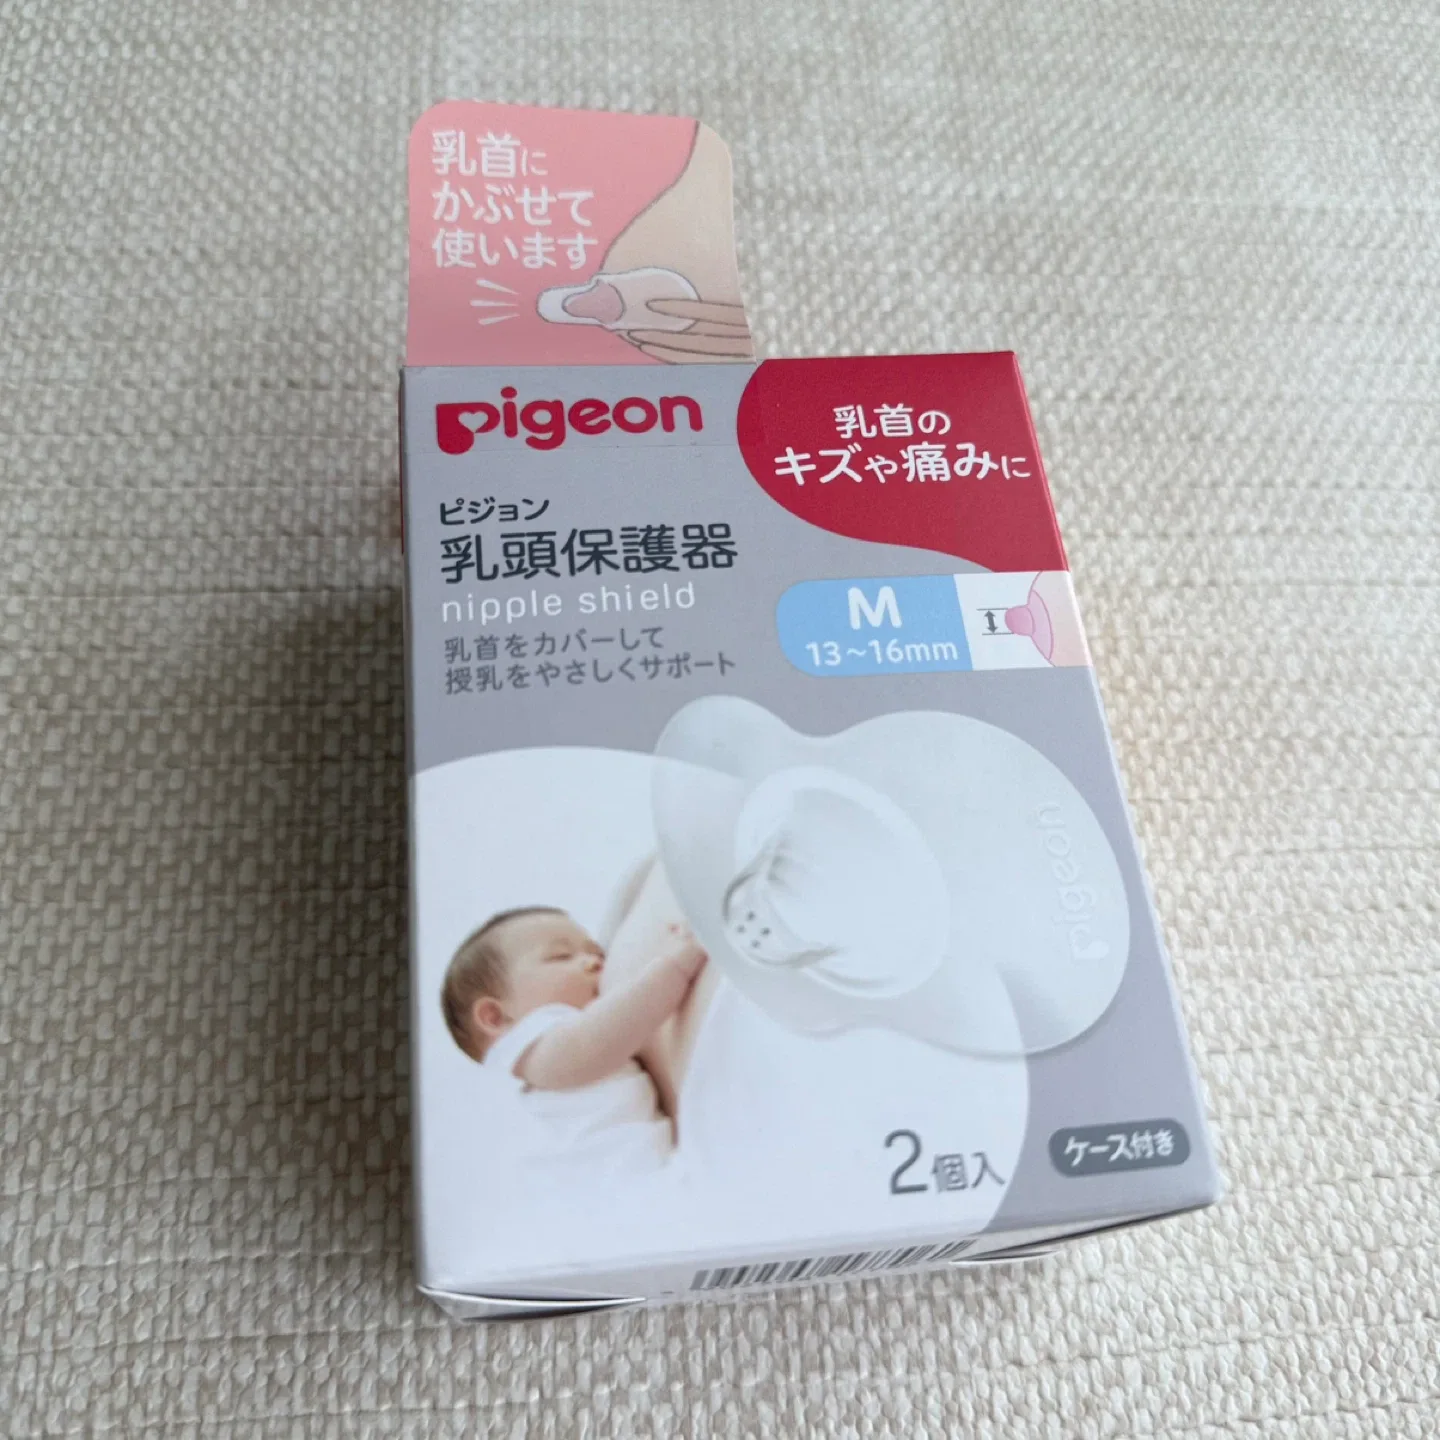 乳首に
かぶせて
使います
pigeon
乳首の
キズや痛みに
ピジョン
乳頭保護器
nipple shield
乳首をカバーして
授乳をやさしくサポート
M
13～16mm
pigeon
2個入
ケース付き